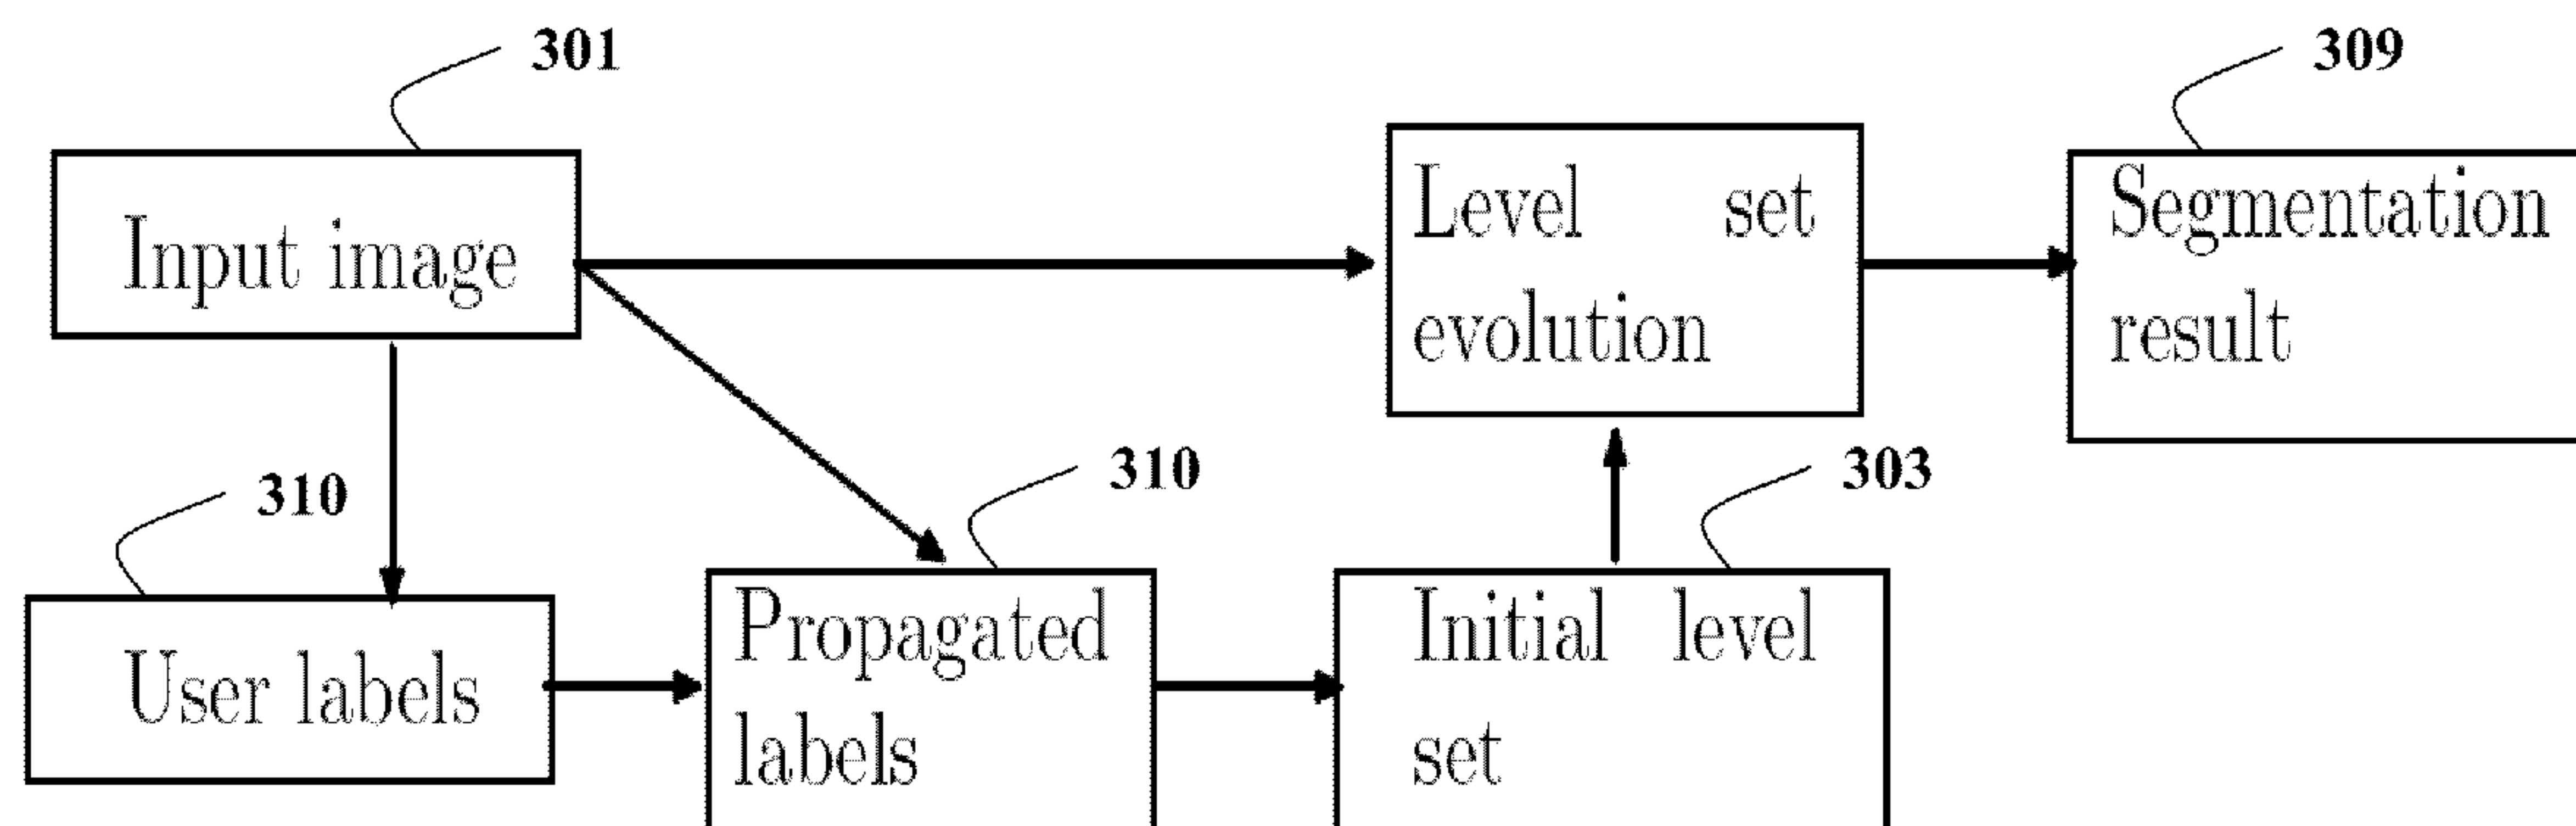 301
309
Input image
Level set
evolution
Segmentation
result
310
310
303
User labels
Propagated
labels
Initial level
set